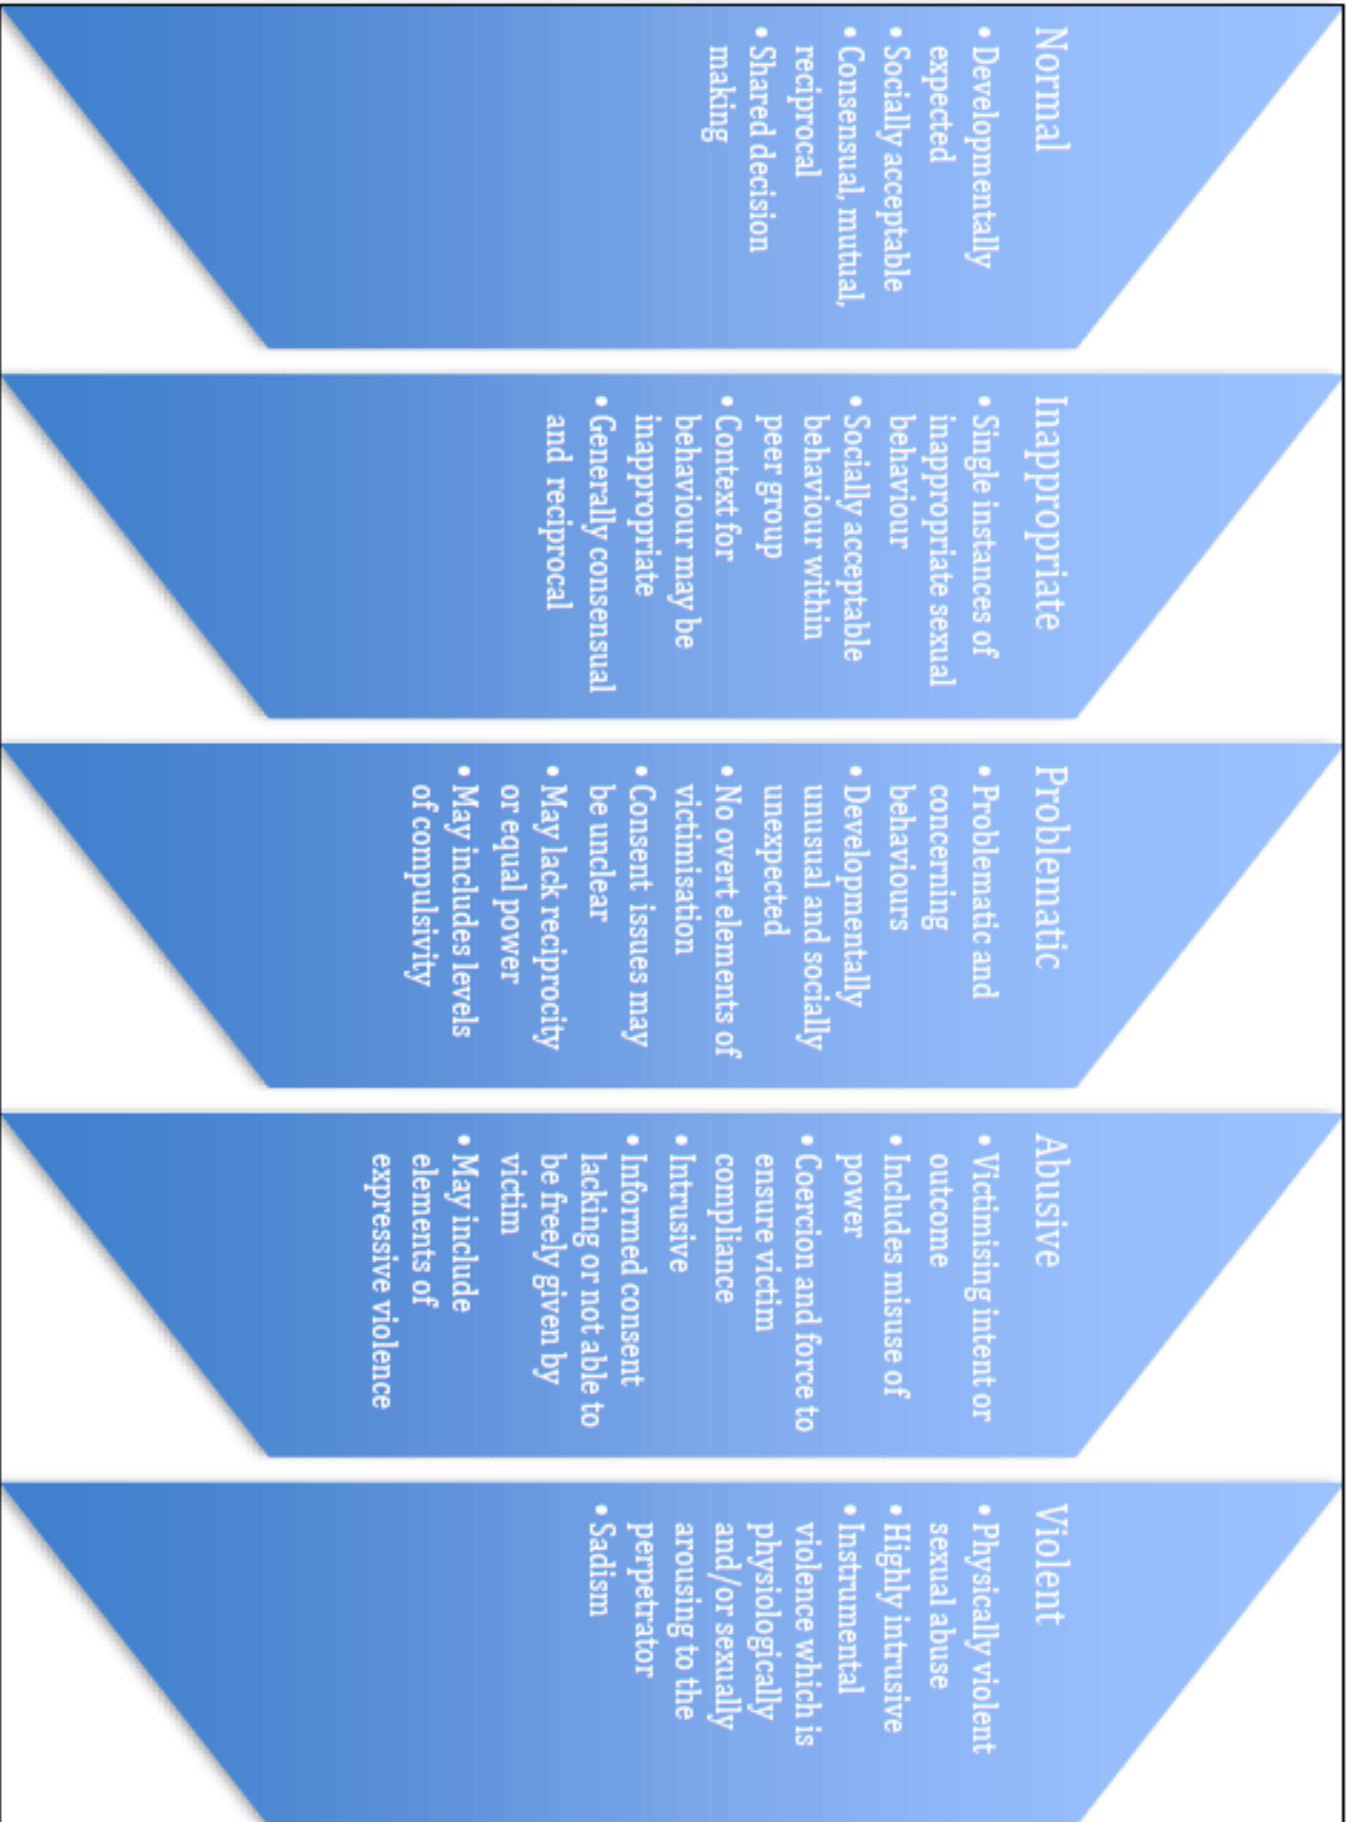 Normal
• Developmentally
expected
• Socially acceptable
• Consensual, mutual,
reciprocal
• Shared decision
making
Inappropriate
• Single instances of
inappropriate sexual
behaviour
• Socially acceptable
behaviour within
peer group
• Context for
behaviour may be
inappropriate
• Generally consensual
and reciprocal
Problematic
• Problematic and
concerning
behaviours
• Developmentally
unusual and socially
unexpected
• No overt elements of
victimisation
• Consent issues may
be unclear
• May lack reciprocity
or equal power
• May includes levels
of compulsivity
Abusive
• Victimising intent or
outcome
• Includes misuse of
power
• Coercion and force to
ensure victim
compliance
• Intrusive
• Informed consent
lacking or not able to
be freely given by
victim
• May include
elements of
expressive violence
Violent
• Physically violent
sexual abuse
• Highly intrusive
• Instrumental
violence which is
physiologically
and/or sexually
arousing to the
perpetrator
• Sadism